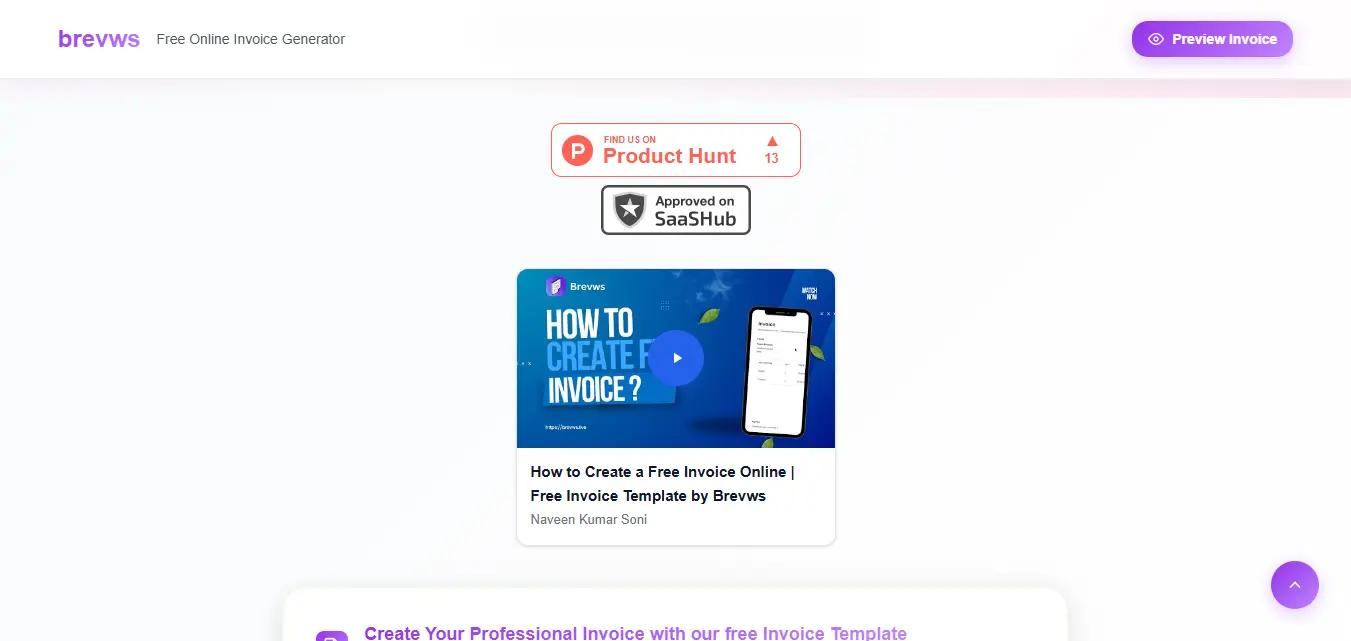 brevws
Free Online Invoice Generator
Preview Invoice
FIND US ON
Product Hunt
13
Approved on
SaaSHub
Brevws
WATCH
NOW
HOW TO
CREATE F
INVOICE ?
Invoice
https://brevws.live
How to Create a Free Invoice Online |
Free Invoice Template by Brevws
Naveen Kumar Soni
Create Your Professional Invoice with our free Invoice Template